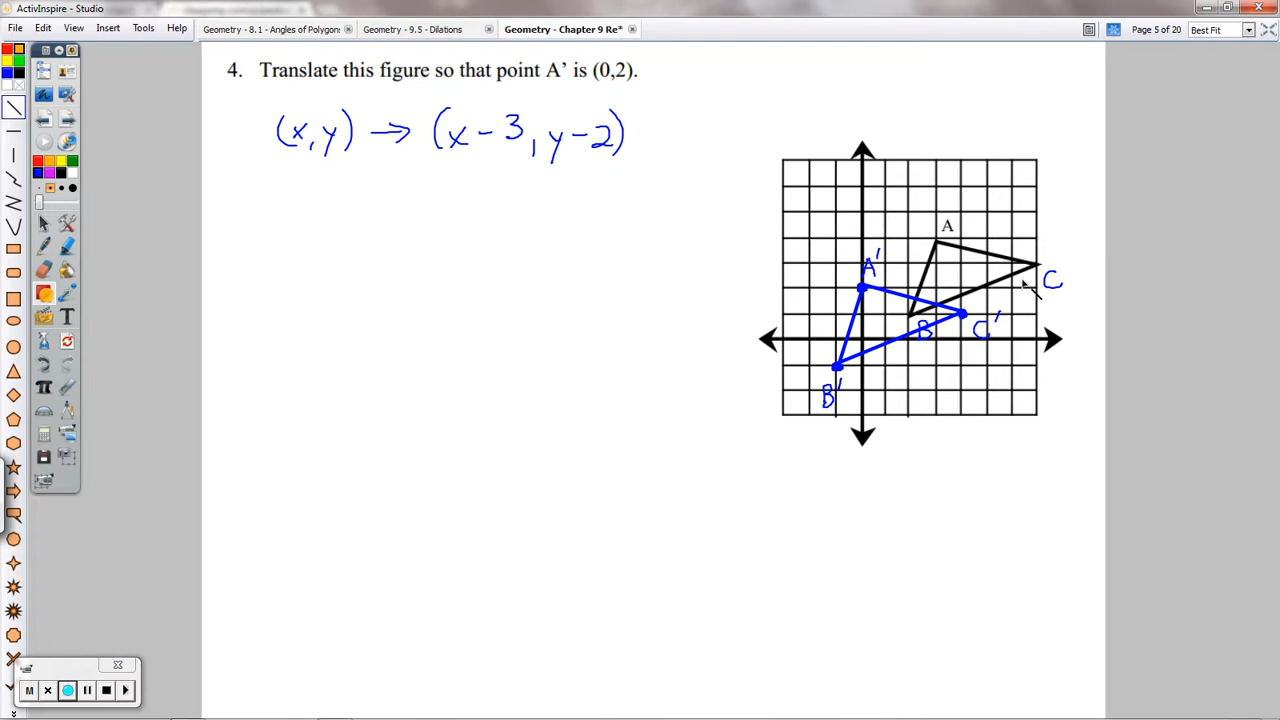 ActivInspire - Studio
File Edit View Insert Tools Help
Geometry - 8.1 - Angles of Polygons
Geometry - 9.5 - Dilations
Geometry - Chapter 9 Re*
Page 5 of 20
Best Fit
4. Translate this figure so that point A' is (0,2).
(x,y) → (x-3,y-2)
A
A'
C
B
C'
B'
T
M